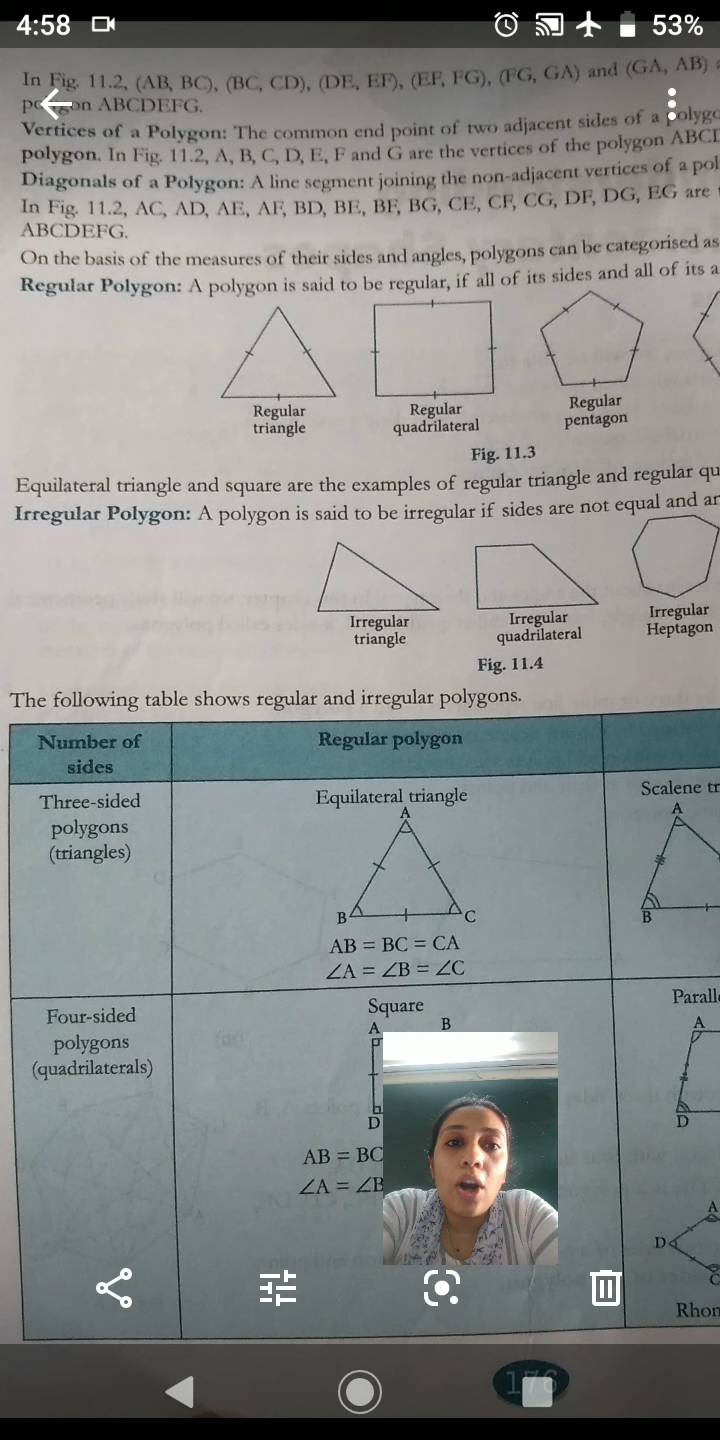 4:58
53%
In Fig. 11.2, (AB, BC), (BC, CD), (DE, EF), (EF, FG), (FG, GA) and (GA, AB)
ABCDEFG.
Vertices of a Polygon: The common end point of two adjacent sides of a
polygon. In Fig. 11.2, A, B, C, D, E, F and G are the vertices of the polygon
Diagonals of a Polygon: A line segment joining the non-adjacent vertices of a
In Fig. 11.2, AC, AD, AE, AF, BD, BE, BF, BG, CE, CF, CG, DF, DG, EG are
ABCDEFG.
On the basis of the measures of their sides and angles, polygons can be categorised as
Regular Polygon: A polygon is said to be regular, if all of its sides and all of its a
Regular
triangle
Regular
quadrilateral
Regular
pentagon
Fig. 11.3
Equilateral triangle and square are the examples of regular triangle and regular qu
Irregular Polygon: A polygon is said to be irregular if sides are not equal and
Irregular
triangle
Irregular
quadrilateral
Irregular
Heptagon
Fig. 11.4
The following table shows regular and irregular polygons.
Number of
sides
Regular polygon
Three-sided
polygons
(triangles)
Equilateral triangle
A
B
C
AB = BC = CA
∠A = ∠B = ∠C
Scalene tr
A
B
Four-sided
polygons
(quadrilaterals)
Square
A
B
D
AB = BC
∠A = ∠B
Parall
A
D
A
D
C
Rhom
176